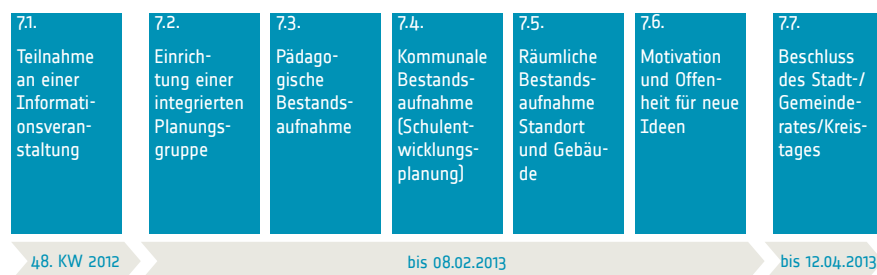 7.1.
Teilnahme
an einer
Informati-
onsveran-
staltung
7.2.
Einrich-
tung einer
integrierten
Planungs-
gruppe
7.3.
Pädago-
gische
Bestands-
aufnahme
7.4.
Kommunale
Bestands-
aufnahme
(Schulent-
wicklungs-
planung)
7.5.
Räumliche
Bestands-
aufnahme
Standort
und Gebäu-
de
7.6.
Motivation
und Offen-
heit für neue
Ideen
7.7.
Beschluss
des Stadt-/
Gemeinde-
rates/Kreis-
tages
48. KW 2012
bis 08.02.2013
bis 12.04.2013